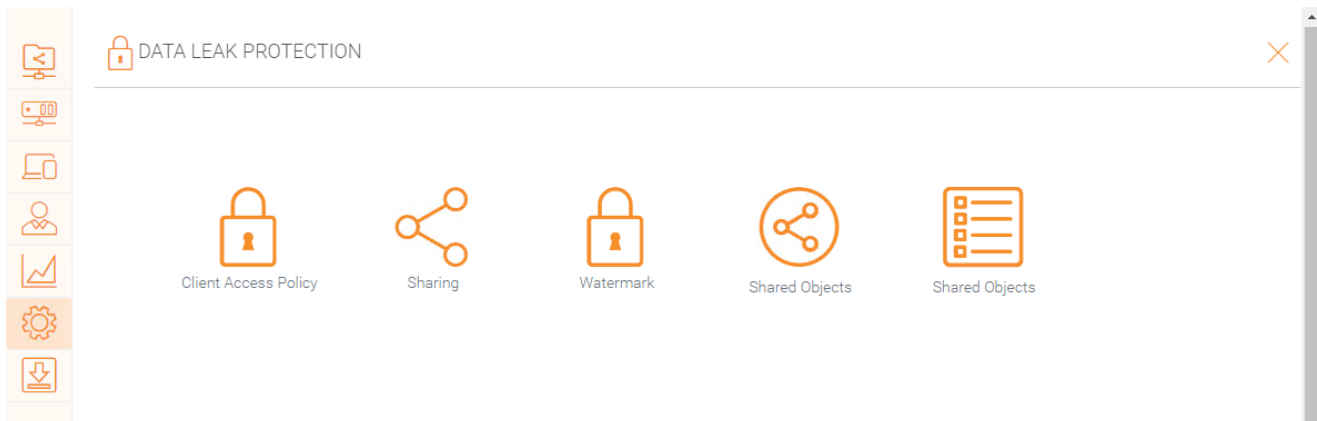 DATA LEAK PROTECTION
Client Access Policy
Sharing
Watermark
Shared Objects
Shared Objects